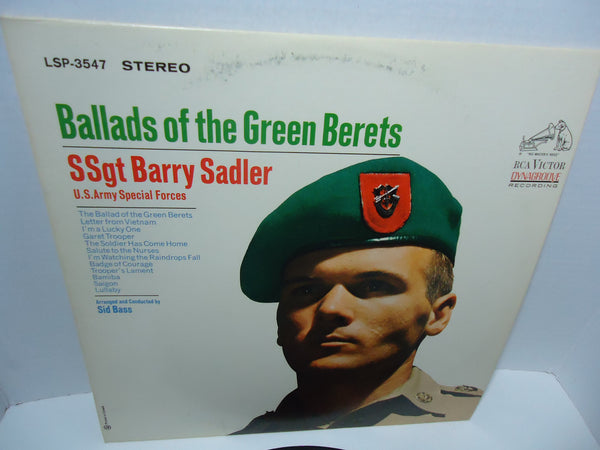 LSP-3547 STEREO
Ballads of the Green Berets
SSgt Barry Sadler
U.S.Army Special Forces
The Ballad of the Green Berets
Letter from Vietnam
I'm a Lucky One
Garet Trooper
The Soldier Has Come Home
Salute to the Nurses
I'm Watching the Raindrops Fall
Badge of Courage
Trooper's Lament
Bamiba
Saigon
Lullaby
Arranged and Conducted by
Sid Bass
"HIS MASTER'S VOICE"
RCA VICTOR
DYNAGROOVE
RECORDING